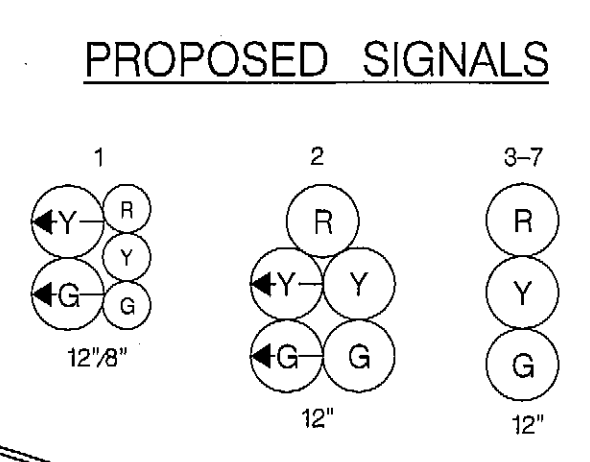 PROPOSED SIGNALS
1 2 3–7
R
Y R
Y
G G
12"/8"
R
Y Y
G G
12"
R
Y
G
12"